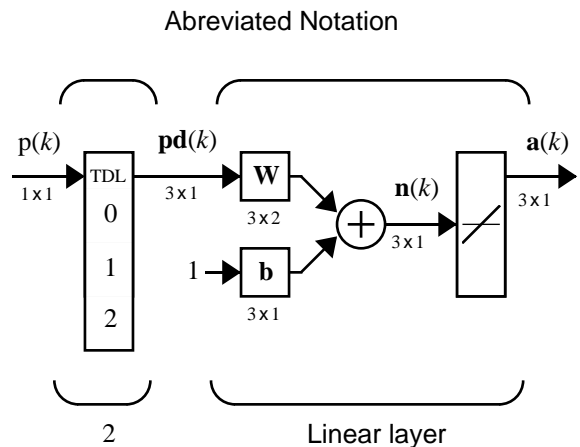 Abreviated Notation
p(k)
1 x 1
TDL
0
1
2
pd(k)
3 x 1
W
3 x 2
1
b
3 x 1
n(k)
3 x 1
a(k)
3 x 1
2
Linear layer